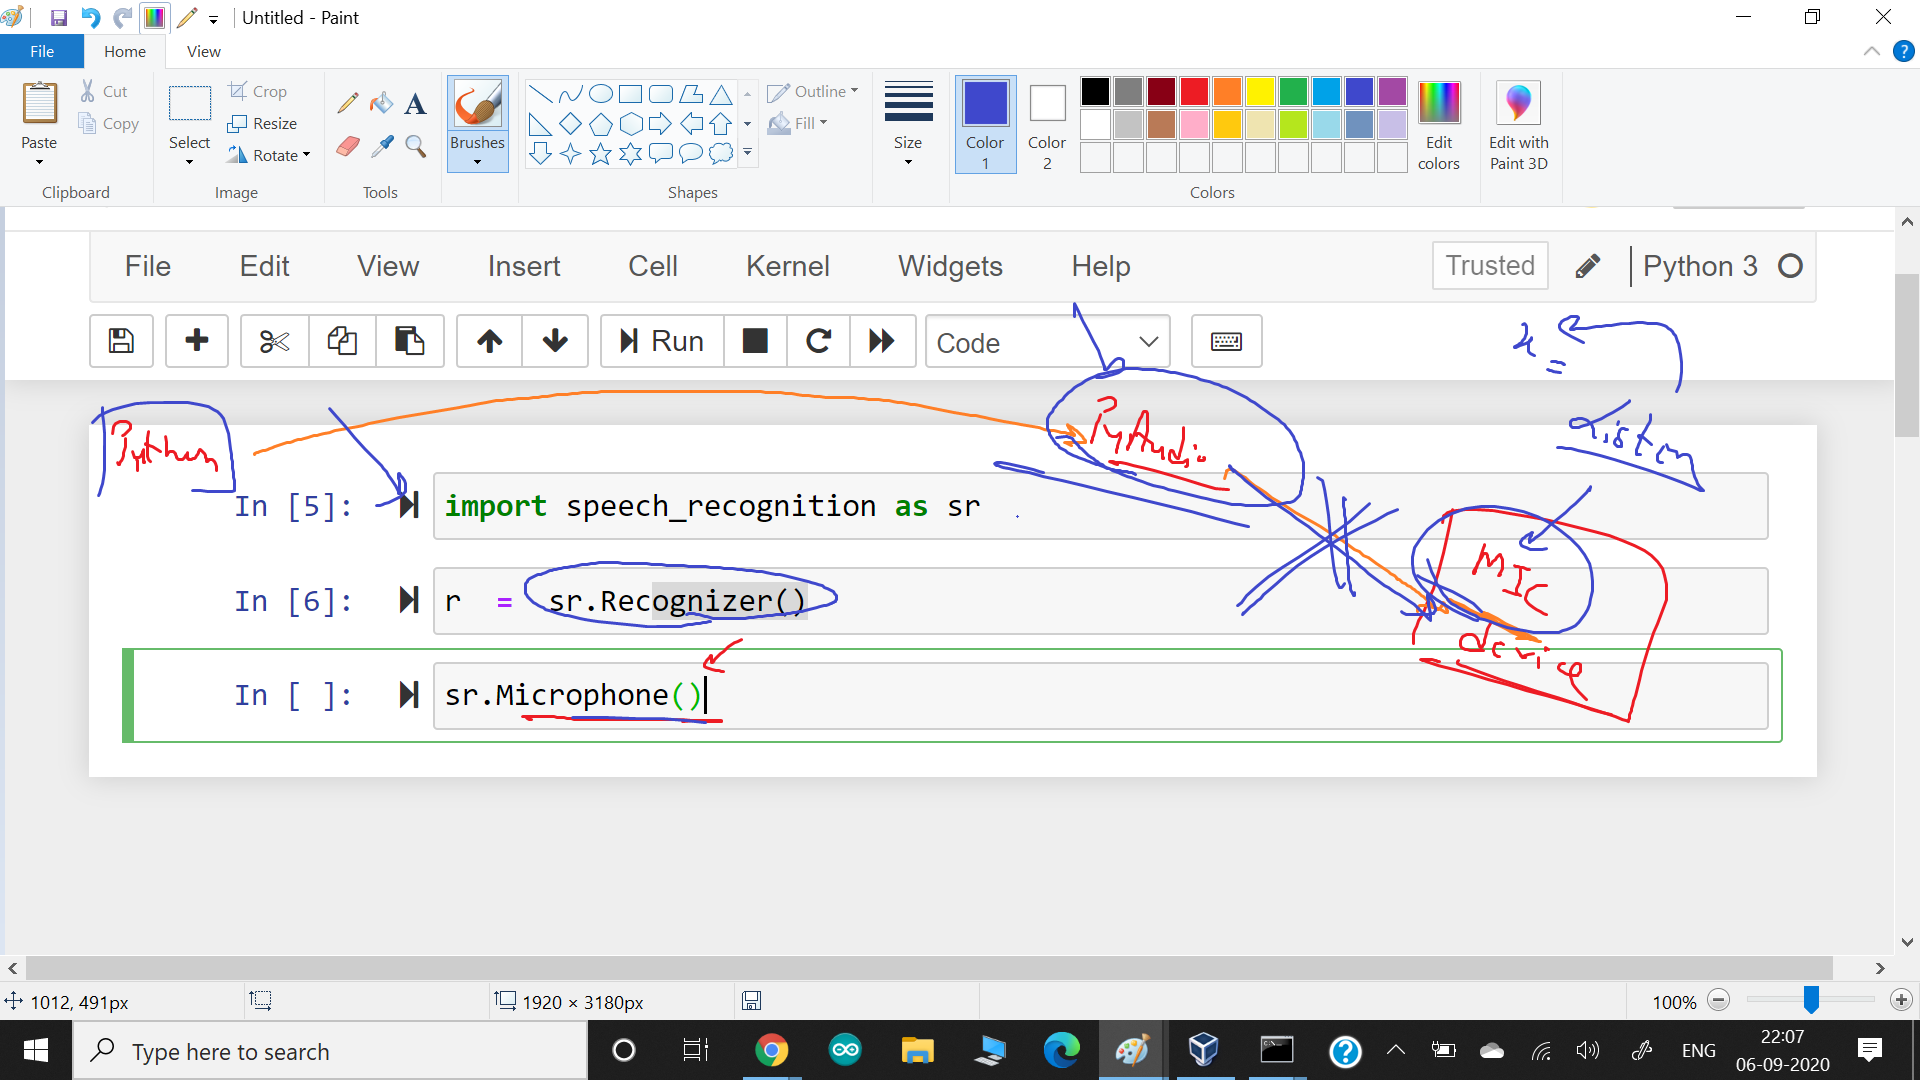 Untitled - Paint
File Home View
Paste
Cut
Copy
Clipboard
Select
Crop
Resize
Rotate
Image
A
Tools
Brushes
Shapes
Outline
Fill
Size
Color 1
Color 2
Colors
Edit colors
Edit with Paint 3D
File Edit View Insert Cell Kernel Widgets Help
Trusted
Python 3
Run
Code
r =
Listen
Python
PyAudio
In [5]: import speech_recognition as sr
In [6]: r = sr.Recognizer()
MIC
device
In [ ]: sr.Microphone()
1012, 491px
1920 × 3180px
100%
Type here to search
ENG
22:07
06-09-2020